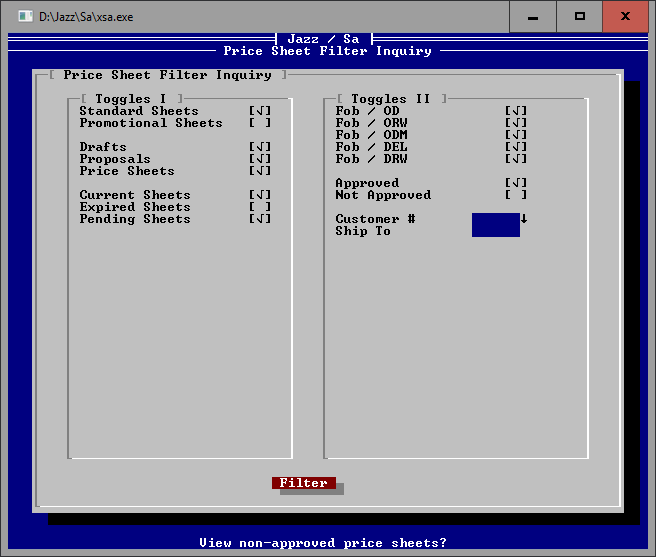 D:\Jazz\Sa\xsa.exe
Jazz / Sa
Price Sheet Filter Inquiry
[ Price Sheet Filter Inquiry ]
[ Toggles I ]
Standard Sheets [√]
Promotional Sheets [ ]
Drafts [√]
Proposals [√]
Price Sheets [√]
Current Sheets [√]
Expired Sheets [ ]
Pending Sheets [√]
[ Toggles II ]
Fob / OD [√]
Fob / ORW [√]
Fob / ODM [√]
Fob / DEL [√]
Fob / DRW [√]
Approved [√]
Not Approved [ ]
Customer # ↓
Ship To
Filter
View non-approved price sheets?